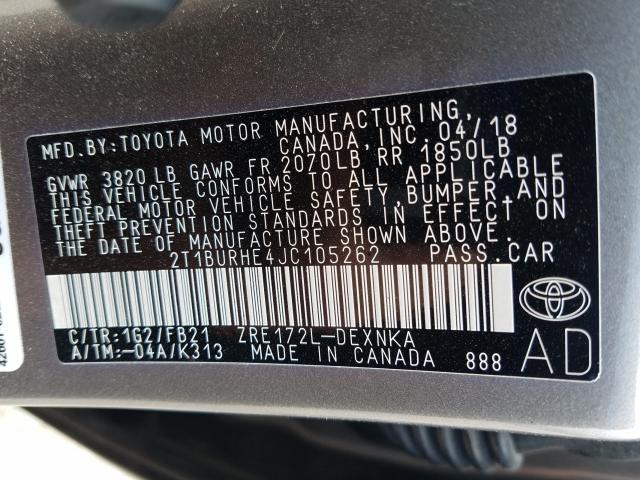 MFD.BY:TOYOTA MOTOR MANUFACTURING,
CANADA,INC. 04/18
GVWR 3820 LB GAWR FR 2070LB, RR 1850LB
THIS VEHICLE CONFORMS TO ALL APPLICABLE
FEDERAL MOTOR VEHICLE SAFETY,BUMPER,AND
THEFT PREVENTION STANDARDS IN EFFECT ON
THE DATE OF MANUFACTURE SHOWN ABOVE.
2T1BURHE4JC105262 PASS.CAR
C/TR:1G2/FB21 ZRE172L-DEXNKA
A/TM:-04A/K313 MADE IN CANADA 888
AD